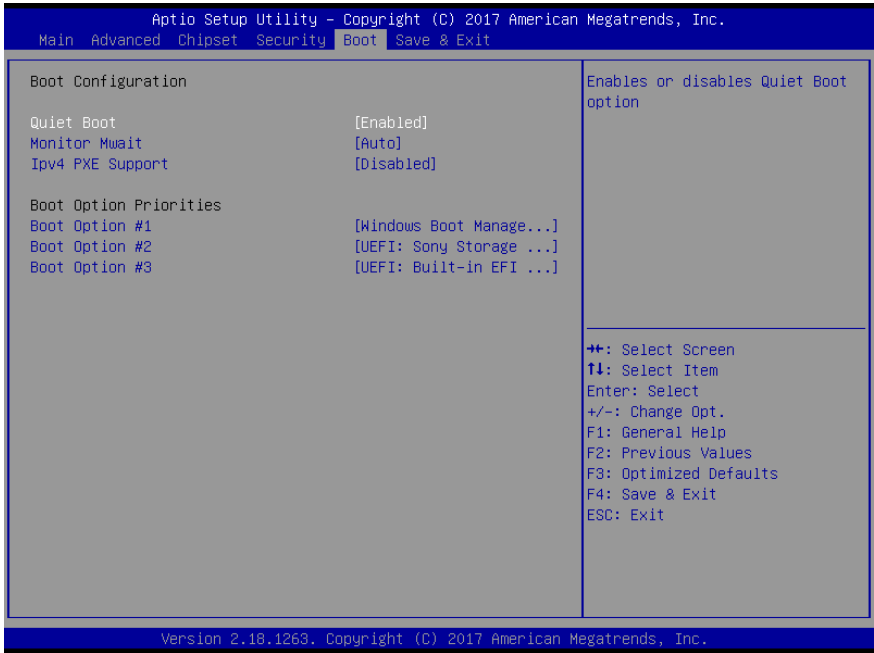 Aptio Setup Utility – Copyright (C) 2017 American Megatrends, Inc.
Main Advanced Chipset Security Boot Save & Exit
Boot Configuration
Quiet Boot [Enabled]
Monitor Mwait [Auto]
Ipv4 PXE Support [Disabled]
Boot Option Priorities
Boot Option #1 [Windows Boot Manage...]
Boot Option #2 [UEFI: Sony Storage ...]
Boot Option #3 [UEFI: Built-in EFI ...]
Enables or disables Quiet Boot
option
→←: Select Screen
↑↓: Select Item
Enter: Select
+/-: Change Opt.
F1: General Help
F2: Previous Values
F3: Optimized Defaults
F4: Save & Exit
ESC: Exit
Version 2.18.1263. Copyright (C) 2017 American Megatrends, Inc.